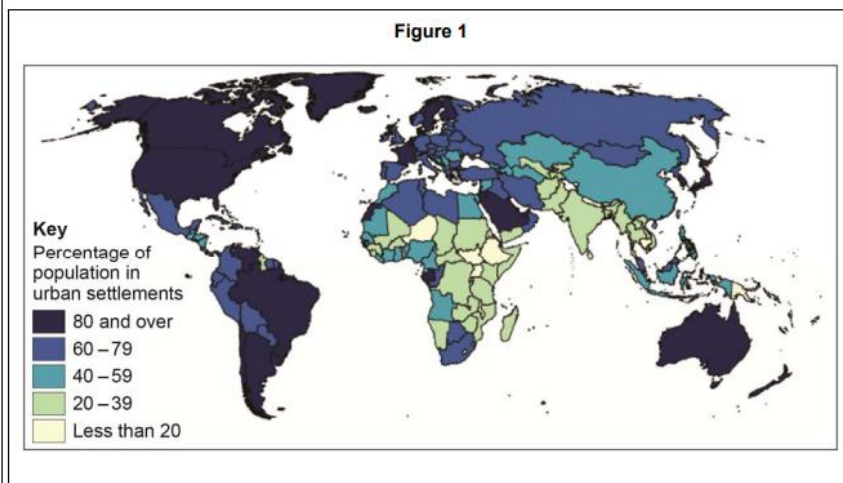 Figure 1
Key
Percentage of
population in
urban settlements
80 and over
60 – 79
40 – 59
20 – 39
Less than 20